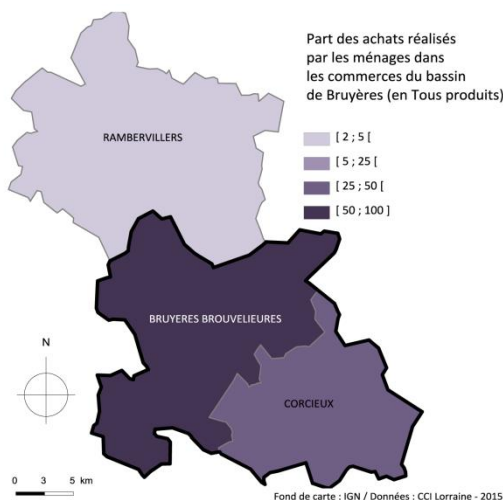 Part des achats réalisés
par les ménages dans
les commerces du bassin
de Bruyères (en Tous produits)
RAMBERVILLERS
[ 2 ; 5 [
[ 5 ; 25 [
[ 25 ; 50 [
[ 50 ; 100 ]
BRUYERES BROUVELIEURES
N
CORCIEUX
0 3 5 km
Fond de carte : IGN / Données : CCI Lorraine - 2015